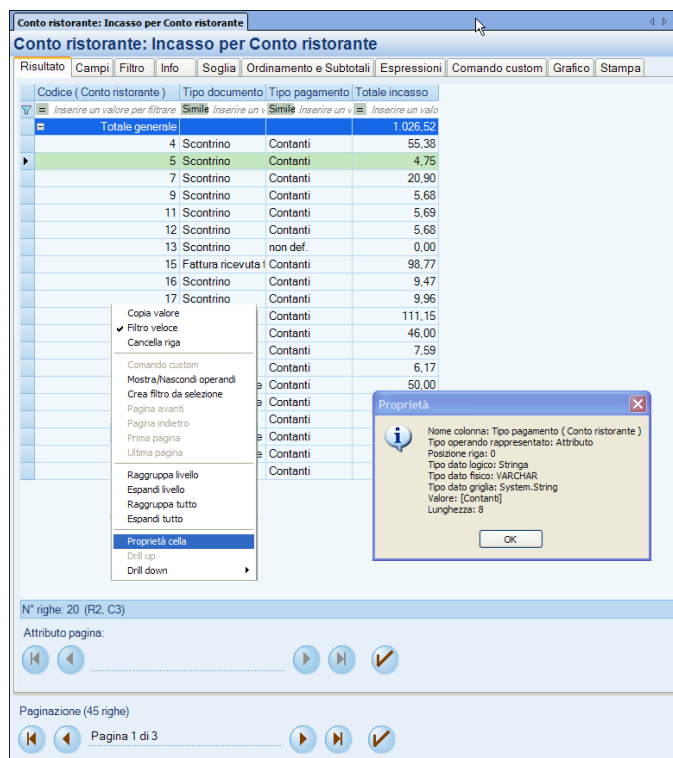 Conto ristorante: Incasso per Conto ristorante
Conto ristorante: Incasso per Conto ristorante
Risultato Campi Filtro Info Soglia Ordinamento e Subtotali Espressioni Comando custom Grafico Stampa
Codice ( Conto ristorante ) Tipo documento Tipo pagamento Totale incasso
= Inserire un valore per filtrare Simile Inserire un v Simile Inserire un v = Inserire un valo
Totale generale 1.026,52
4 Scontrino Contanti 55,38
5 Scontrino Contanti 4,75
7 Scontrino Contanti 20,90
9 Scontrino Contanti 5,68
11 Scontrino Contanti 5,69
12 Scontrino Contanti 5,68
13 Scontrino non def. 0,00
15 Fattura ricevuta f Contanti 98,77
16 Scontrino Contanti 9,47
17 Scontrino Contanti 9,96
Contanti 111,15
Contanti 46,00
Contanti 7,59
Contanti 6,17
e Contanti 50,00
e Contanti
Contanti
e Contanti
e Contanti
Contanti
Copia valore
Filtro veloce
Cancella riga
Comando custom
Mostra/Nascondi operandi
Crea filtro da selezione
Pagina avanti
Pagina indietro
Prima pagina
Ultima pagina
Raggruppa livello
Espandi livello
Raggruppa tutto
Espandi tutto
Proprietà cella
Drill up
Drill down
Proprietà
Nome colonna: Tipo pagamento ( Conto ristorante )
Tipo operando rappresentato: Attributo
Posizione riga: 0
Tipo dato logico: Stringa
Tipo dato fisico: VARCHAR
Tipo dato griglia: System.String
Valore: [Contanti]
Lunghezza: 8
OK
N° righe: 20 (R2, C3)
Attributo pagina:
Paginazione (45 righe)
Pagina 1 di 3